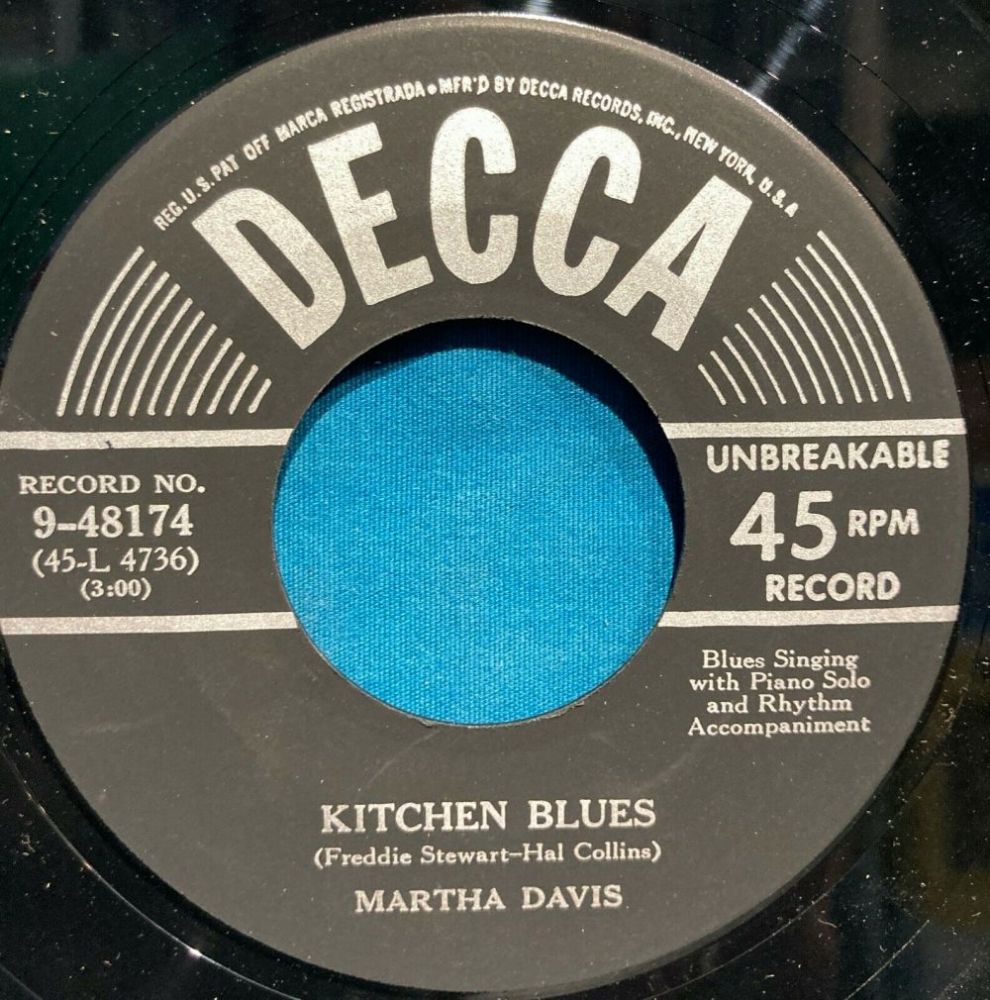 REG. U.S. PAT OFF MARCA REGISTRADA • MFR'D BY DECCA RECORDS, INC., NEW YORK, U.S.A
DECCA
RECORD NO.
9-48174
(45-L 4736)
(3:00)
UNBREAKABLE
45 RPM
RECORD
Blues Singing
with Piano Solo
and Rhythm
Accompaniment
KITCHEN BLUES
(Freddie Stewart-Hal Collins)
MARTHA DAVIS